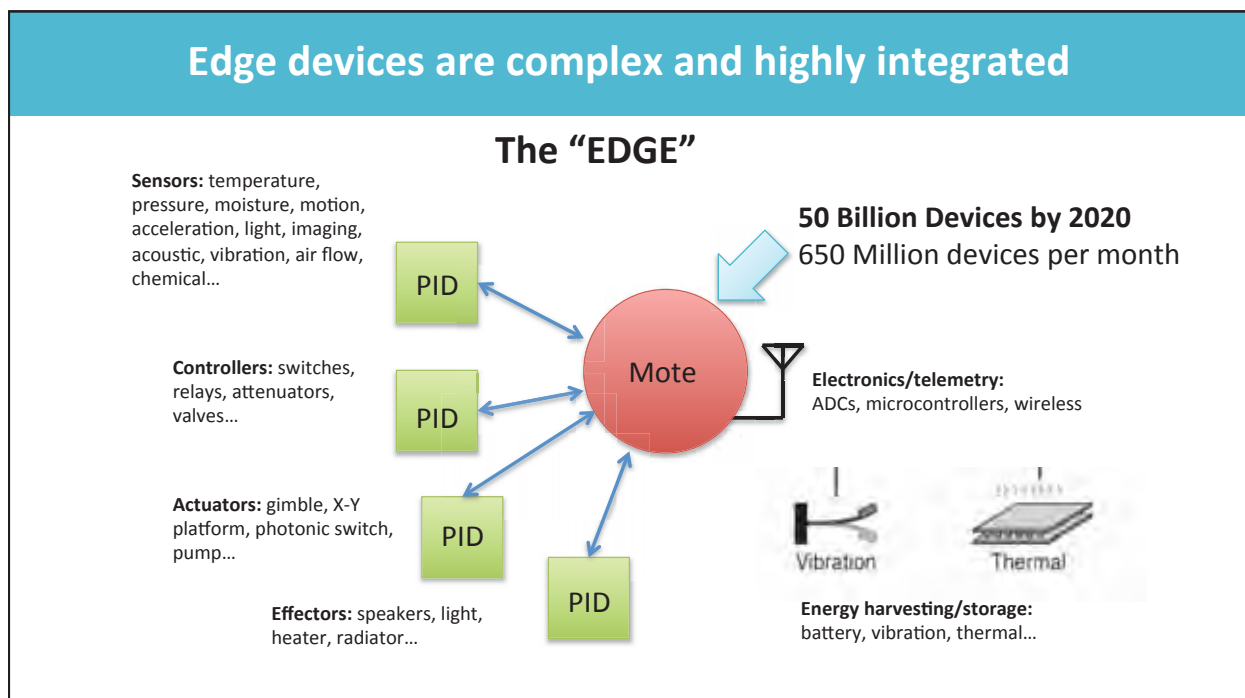 Edge devices are complex and highly integrated
The “EDGE”
Sensors: temperature,
pressure, moisture, motion,
acceleration, light, imaging,
acoustic, vibration, air flow,
chemical…
50 Billion Devices by 2020
650 Million devices per month
PID
Mote
Controllers: switches,
relays, attenuators,
valves…
PID
Electronics/telemetry:
ADCs, microcontrollers, wireless
Actuators: gimble, X-Y
platform, photonic switch,
pump…
PID
Vibration
Thermal
PID
Effectors: speakers, light,
heater, radiator…
Energy harvesting/storage:
battery, vibration, thermal…